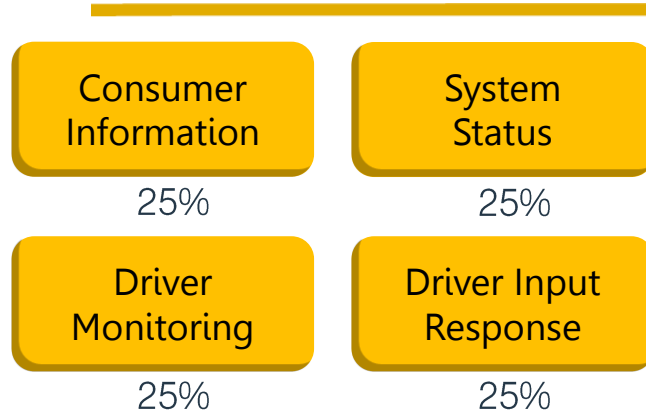 Consumer
Information
System
Status
25%
25%
Driver
Monitoring
Driver Input
Response
25%
25%